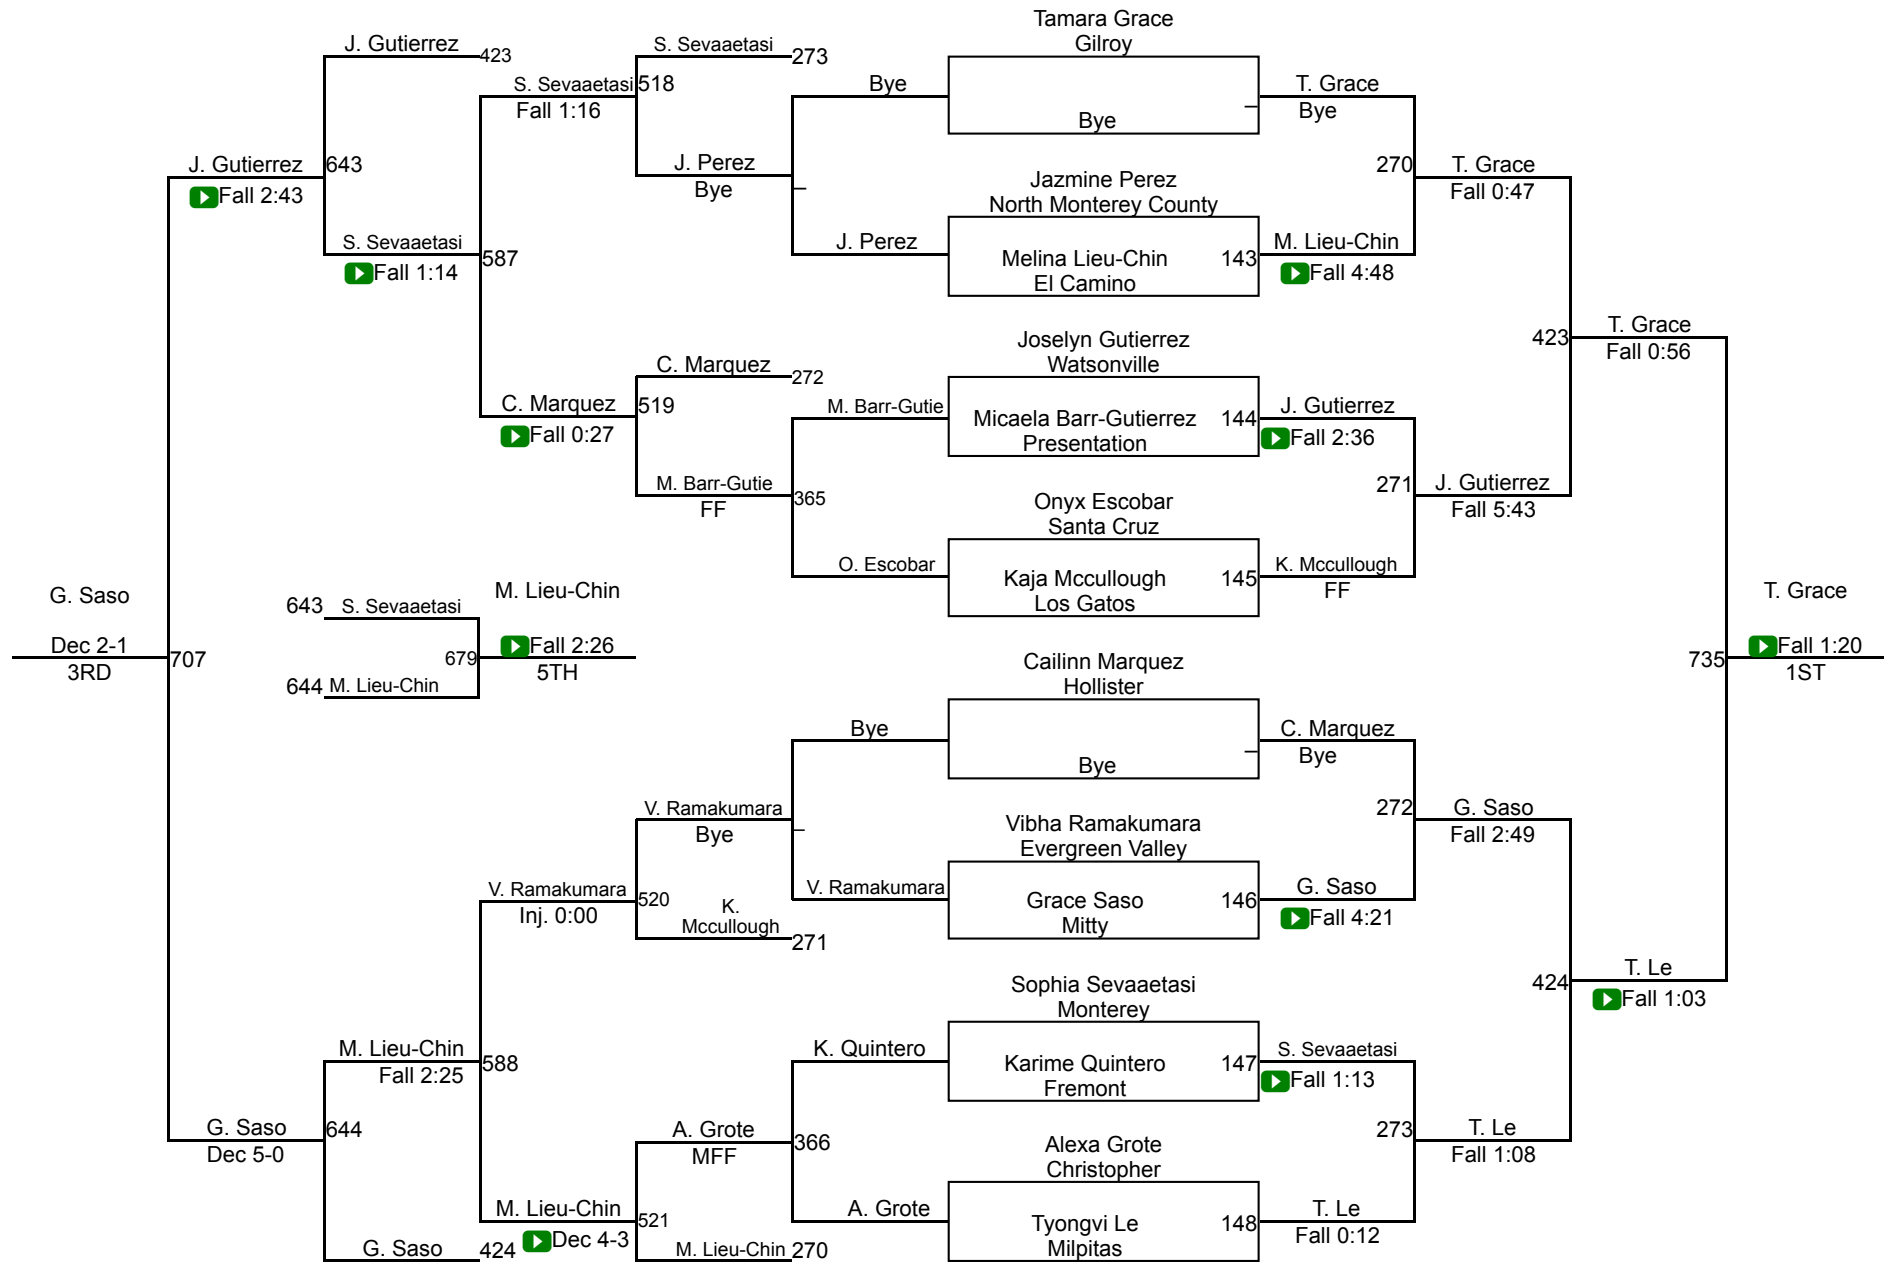 Tamara Grace
Gilroy
J. Gutierrez
423
S. Sevaaetasi
273
S. Sevaaetasi
518
Fall 1:16
Bye
T. Grace
Bye
Bye
J. Gutierrez
643
Fall 2:43
J. Perez
Bye
Jazmine Perez
North Monterey County
270
T. Grace
Fall 0:47
S. Sevaaetasi
587
Fall 1:14
J. Perez
Melina Lieu-Chin
El Camino
143
M. Lieu-Chin
Fall 4:48
Joselyn Gutierrez
Watsonville
423
T. Grace
Fall 0:56
C. Marquez
272
C. Marquez
519
Fall 0:27
M. Barr-Gutie
Micaela Barr-Gutierrez
Presentation
144
J. Gutierrez
Fall 2:36
M. Barr-Gutie
FF
365
Onyx Escobar
Santa Cruz
271
J. Gutierrez
Fall 5:43
O. Escobar
Kaja Mccullough
Los Gatos
145
K. Mccullough
FF
G. Saso
Dec 2-1
3RD
707
643
S. Sevaaetasi
679
644
M. Lieu-Chin
M. Lieu-Chin
Fall 2:26
5TH
735
T. Grace
Fall 1:20
1ST
Cailinn Marquez
Hollister
Bye
Bye
C. Marquez
Bye
V. Ramakumara
Bye
Vibha Ramakumara
Evergreen Valley
272
G. Saso
Fall 2:49
V. Ramakumara
Inj. 0:00
520
K.
Mccullough
271
V. Ramakumara
Grace Saso
Mitty
146
G. Saso
Fall 4:21
Sophia Sevaaetasi
Monterey
424
T. Le
Fall 1:03
M. Lieu-Chin
Fall 2:25
588
K. Quintero
Karime Quintero
Fremont
147
S. Sevaaetasi
Fall 1:13
G. Saso
Dec 5-0
644
A. Grote
MFF
366
Alexa Grote
Christopher
273
T. Le
Fall 1:08
M. Lieu-Chin
Dec 4-3
521
A. Grote
Tyongvi Le
Milpitas
148
T. Le
Fall 0:12
G. Saso
424
M. Lieu-Chin
270